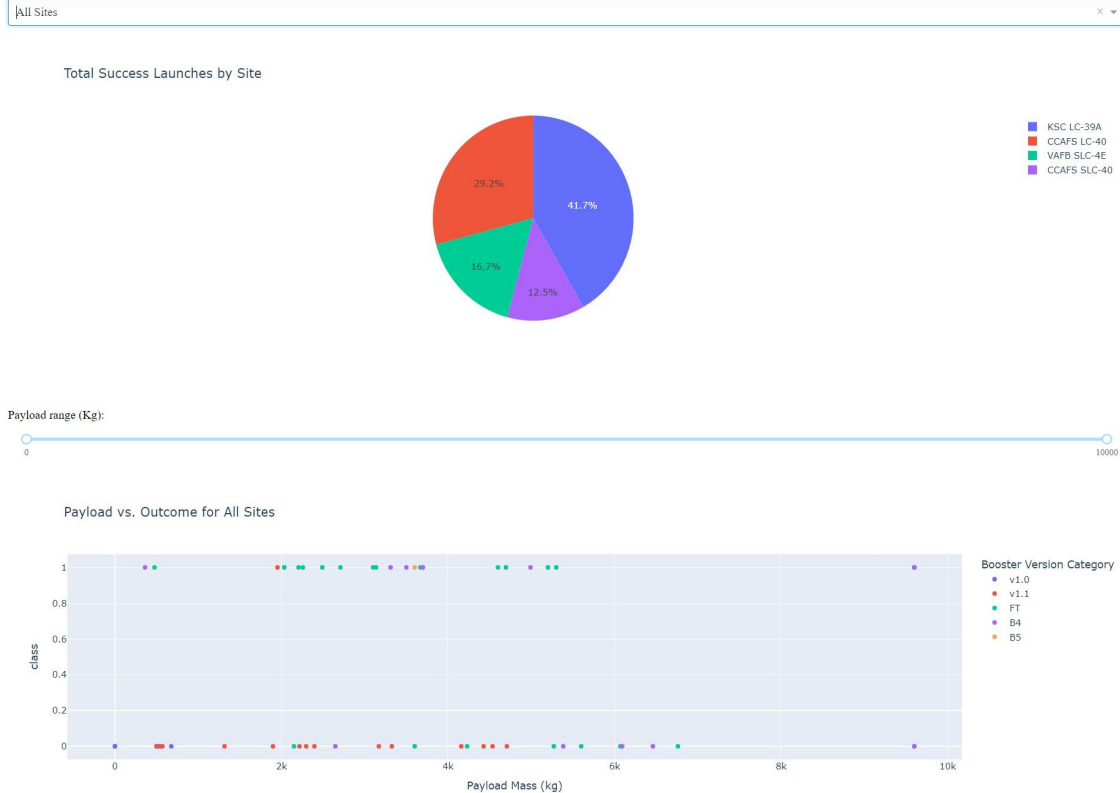 All Sites
Total Success Launches by Site
KSC LC-39A
CCAFS LC-40
VAFB SLC-4E
CCAFS SLC-40
29.2%
41.7%
16.7%
12.5%
Payload range (Kg):
0
10000
Payload vs. Outcome for All Sites
Booster Version Category
v1.0
v1.1
FT
B4
B5
class
1
0.8
0.6
0.4
0.2
0
0 2k 4k 6k 8k 10k
Payload Mass (kg)